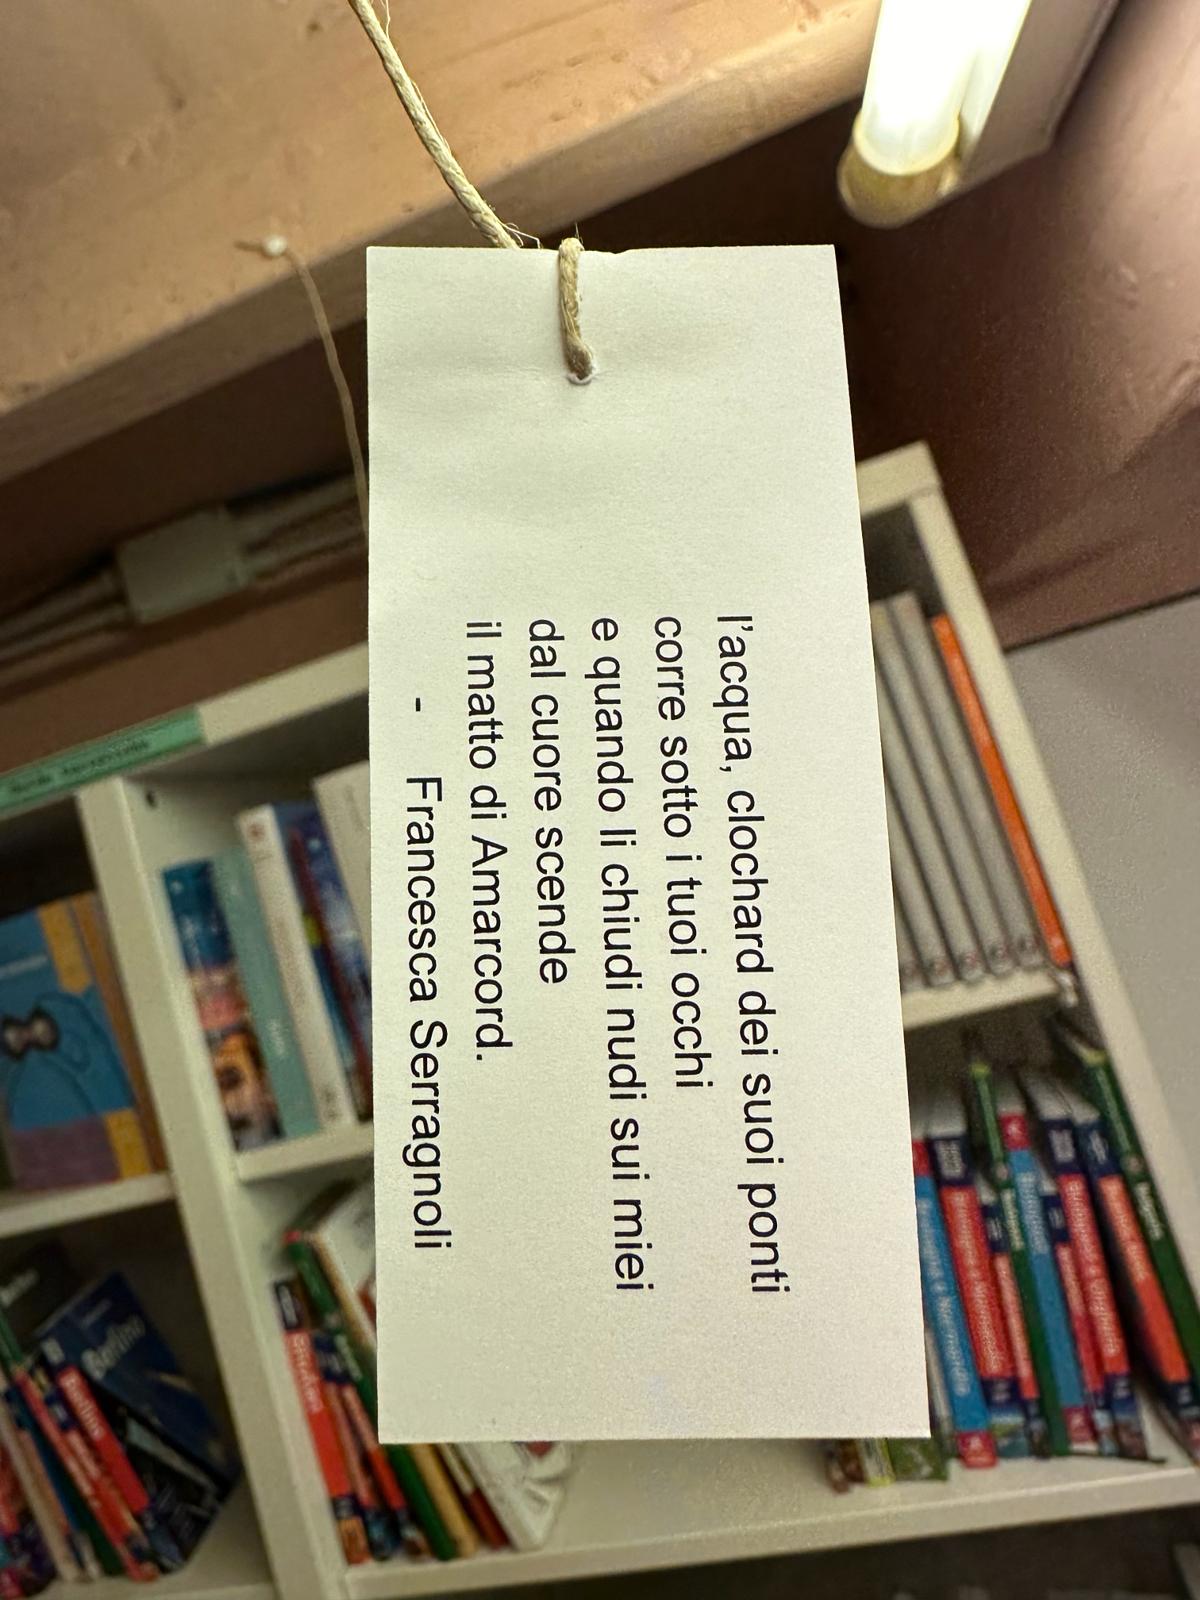 l'acqua, clochard dei suoi ponti
corre sotto i tuoi occhi
e quando li chiudi nudi sui miei
dal cuore scende
il matto di Amarcord.
- Francesca Serragnoli
Berlino